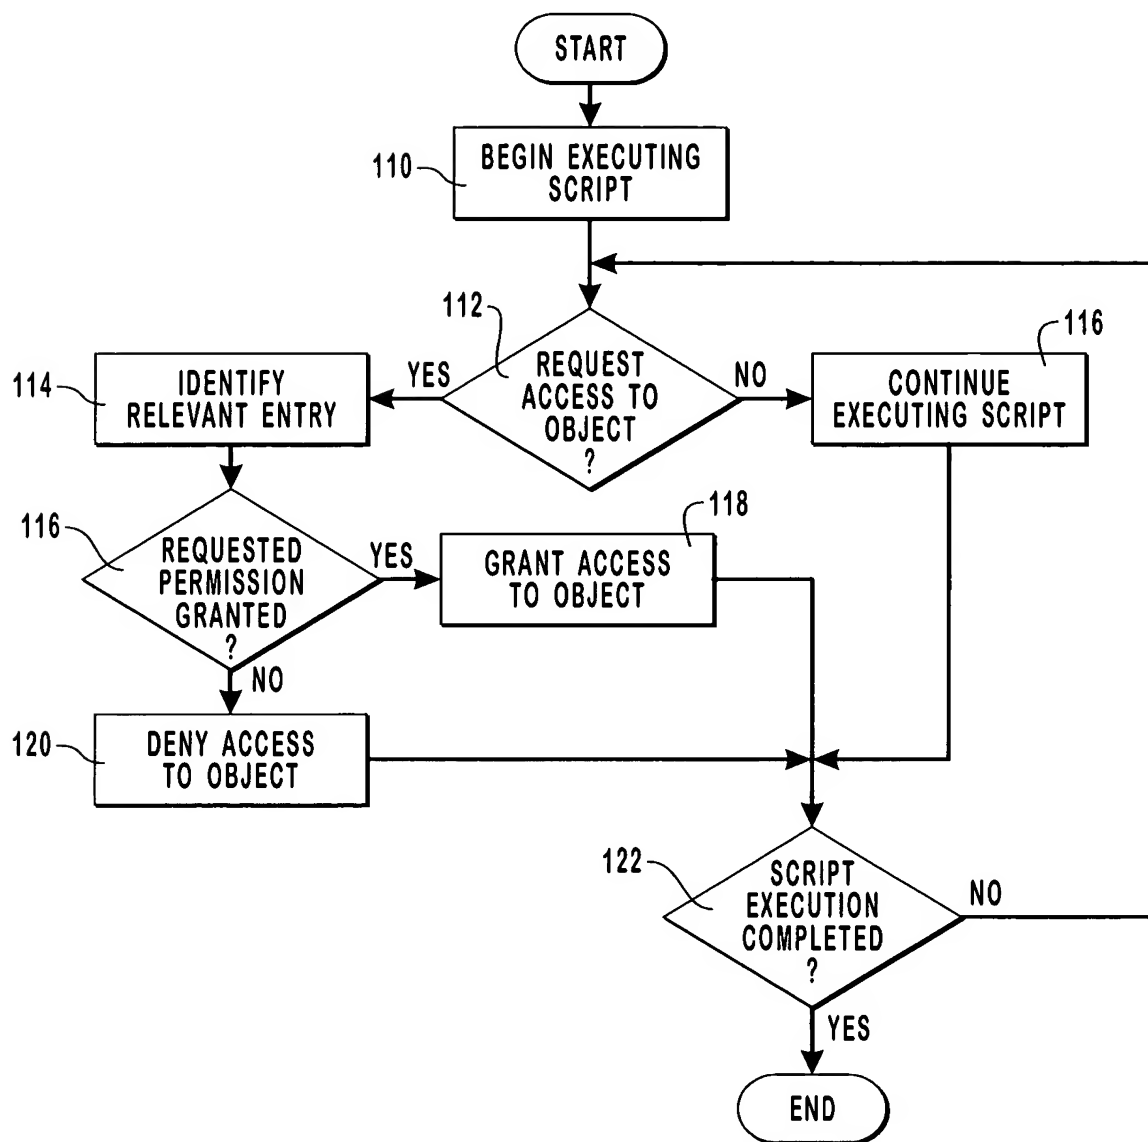 START
110
BEGIN EXECUTING
SCRIPT
112
REQUEST
ACCESS TO
OBJECT
?
YES
NO
114
IDENTIFY
RELEVANT ENTRY
116
CONTINUE
EXECUTING SCRIPT
116
REQUESTED
PERMISSION
GRANTED
?
YES
NO
118
GRANT ACCESS
TO OBJECT
120
DENY ACCESS
TO OBJECT
122
SCRIPT
EXECUTION
COMPLETED
?
NO
YES
END